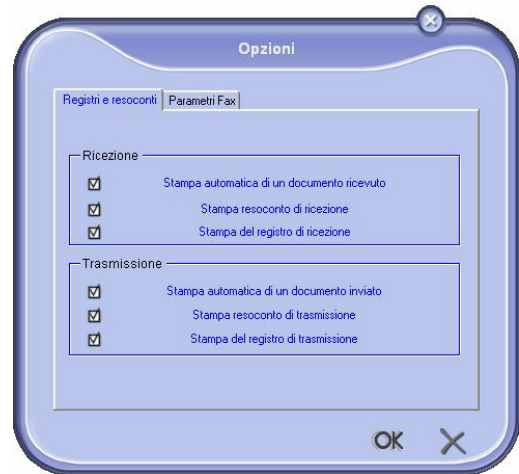 Opzioni
Registri e resoconti Parametri Fax
Ricezione
Stampa automatica di un documento ricevuto
Stampa resoconto di ricezione
Stampa del registro di ricezione
Trasmissione
Stampa automatica di un documento inviato
Stampa resoconto di trasmissione
Stampa del registro di trasmissione
OK